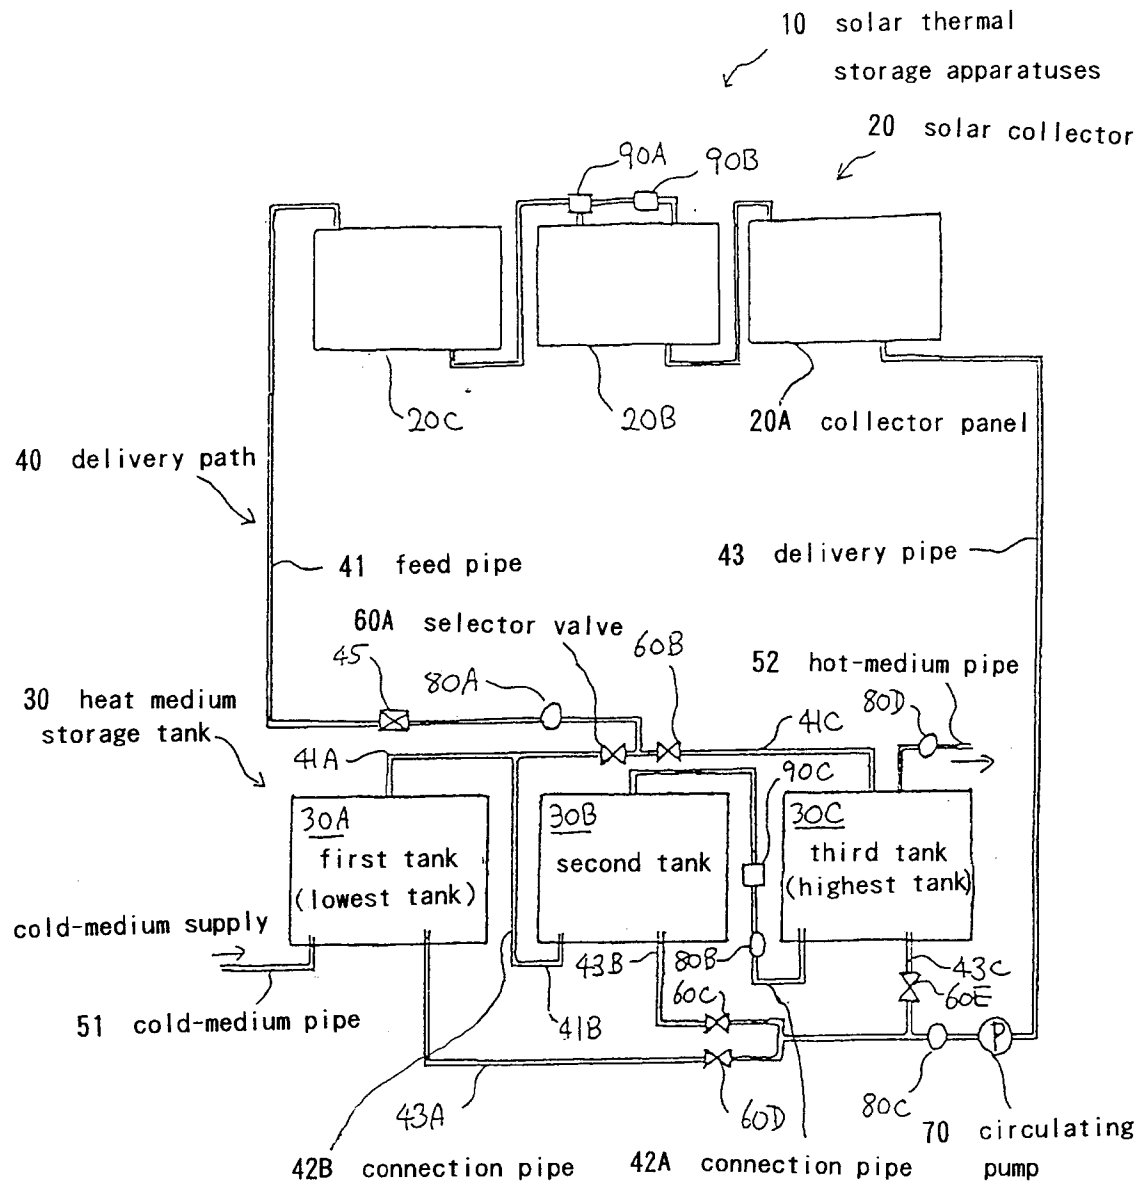 10 solar thermal
storage apparatuses
20 solar collector
90A
90B
20C
20B
20A collector panel
40 delivery path
41 feed pipe
43 delivery pipe
60A selector valve
45
80A
60B
52 hot-medium pipe
80D
30 heat medium
storage tank
41A
41C
30A
first tank
(lowest tank)
30B
second tank
90C
30C
third tank
(highest tank)
cold-medium supply
51 cold-medium pipe
41B
43B
80B
60C
43C
60E
P
43A
60D
80C
70 circulating
pump
42B connection pipe
42A connection pipe